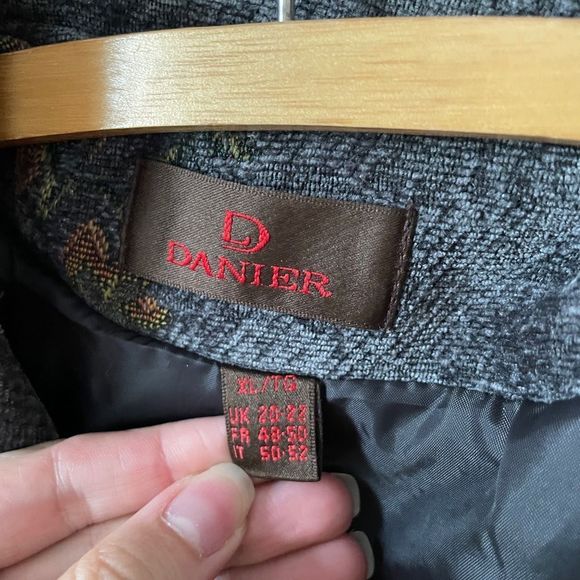 D
DANIER
XL/TG
UK 20-22
FR 48-50
IT 50-52